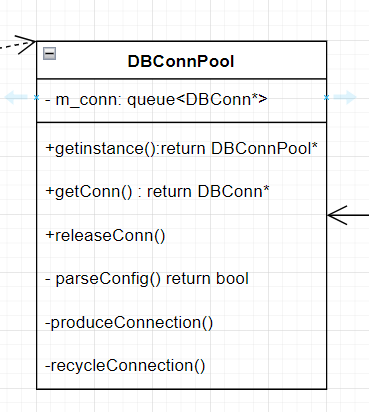 DBConnPool
- m_conn: queue<DBConn*>
+getinstance():return DBConnPool*
+getConn() : return DBConn*
+releaseConn()
- parseConfig() return bool
-produceConnection()
-recycleConnection()